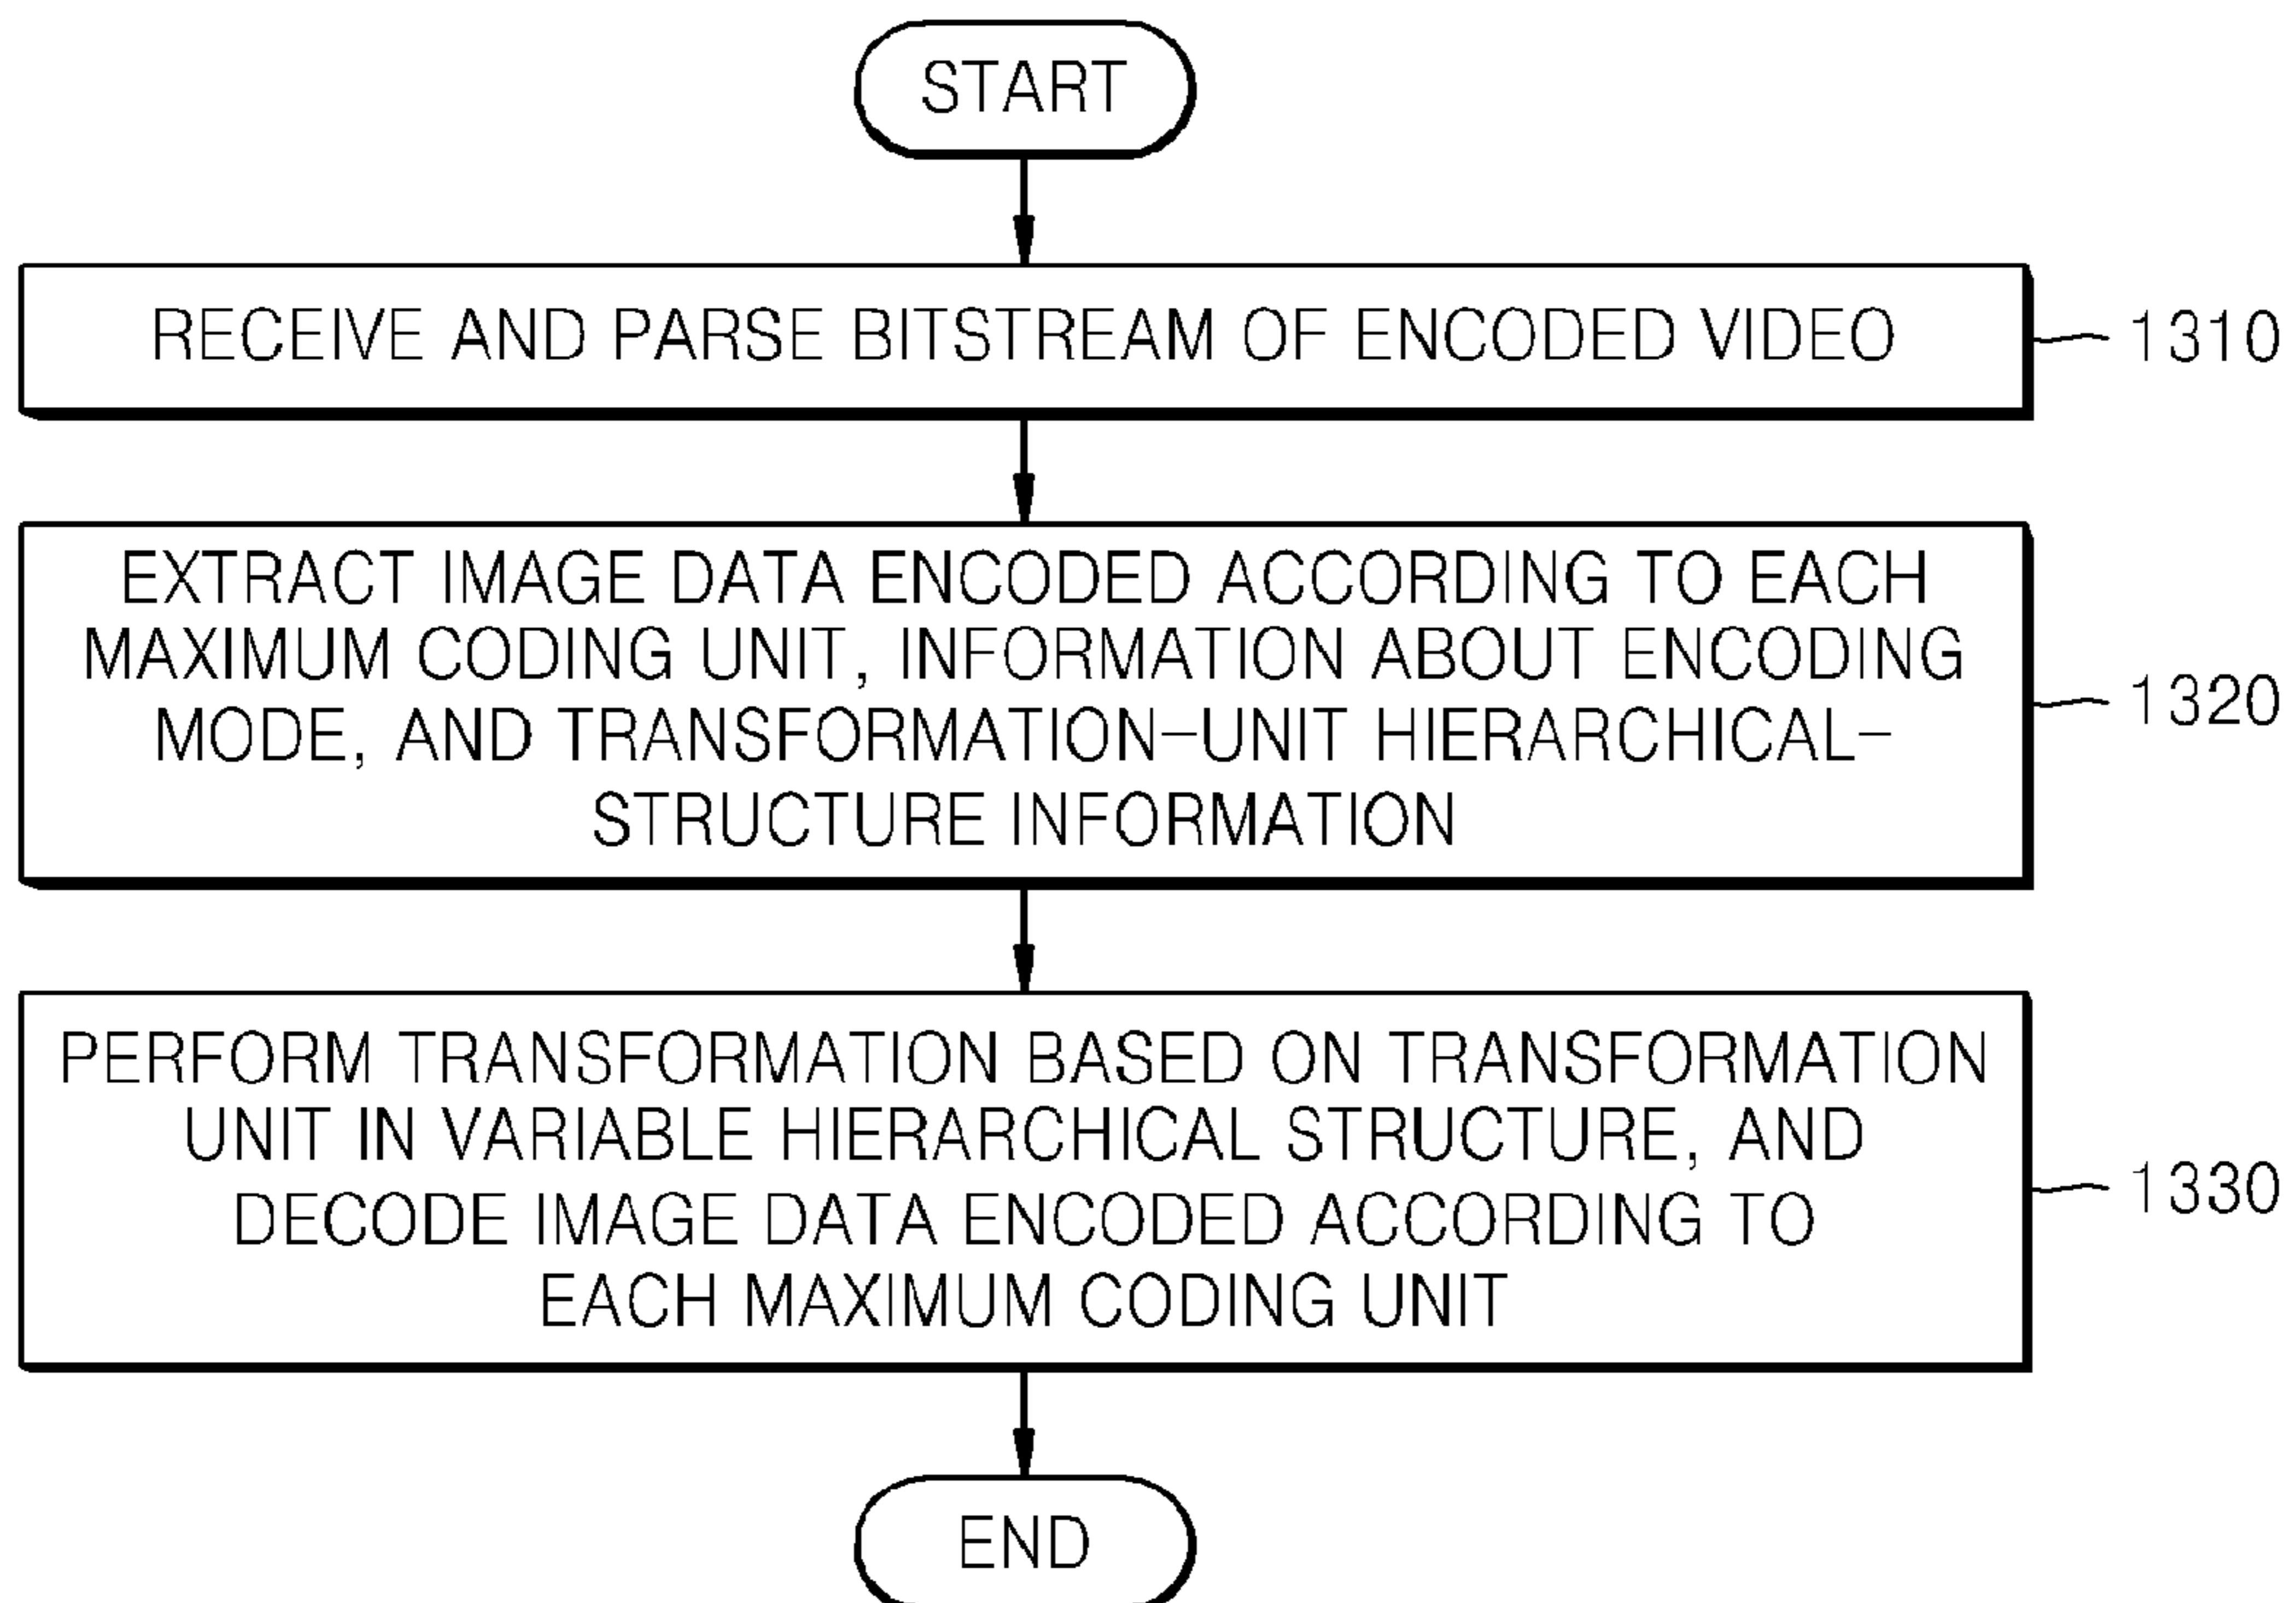 START
RECEIVE AND PARSE BITSTREAM OF ENCODED VIDEO
1310
EXTRACT IMAGE DATA ENCODED ACCORDING TO EACH
MAXIMUM CODING UNIT, INFORMATION ABOUT ENCODING
MODE, AND TRANSFORMATION-UNIT HIERARCHICAL-
STRUCTURE INFORMATION
1320
PERFORM TRANSFORMATION BASED ON TRANSFORMATION
UNIT IN VARIABLE HIERARCHICAL STRUCTURE, AND
DECODE IMAGE DATA ENCODED ACCORDING TO
EACH MAXIMUM CODING UNIT
1330
END